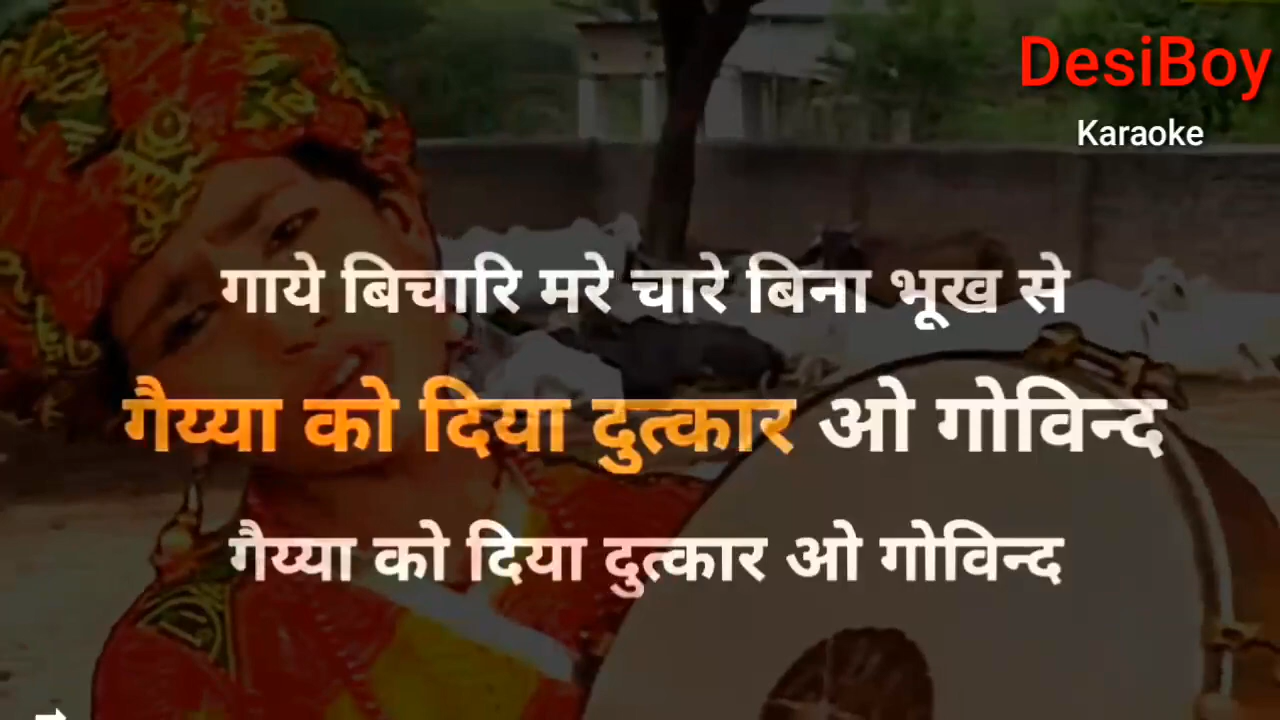 DesiBoy
Karaoke
गाये बिचारि मरे चारे बिना भूख से
गैय्या को दिया दुत्कार ओ गोविन्द
गैय्या को दिया दुत्कार ओ गोविन्द